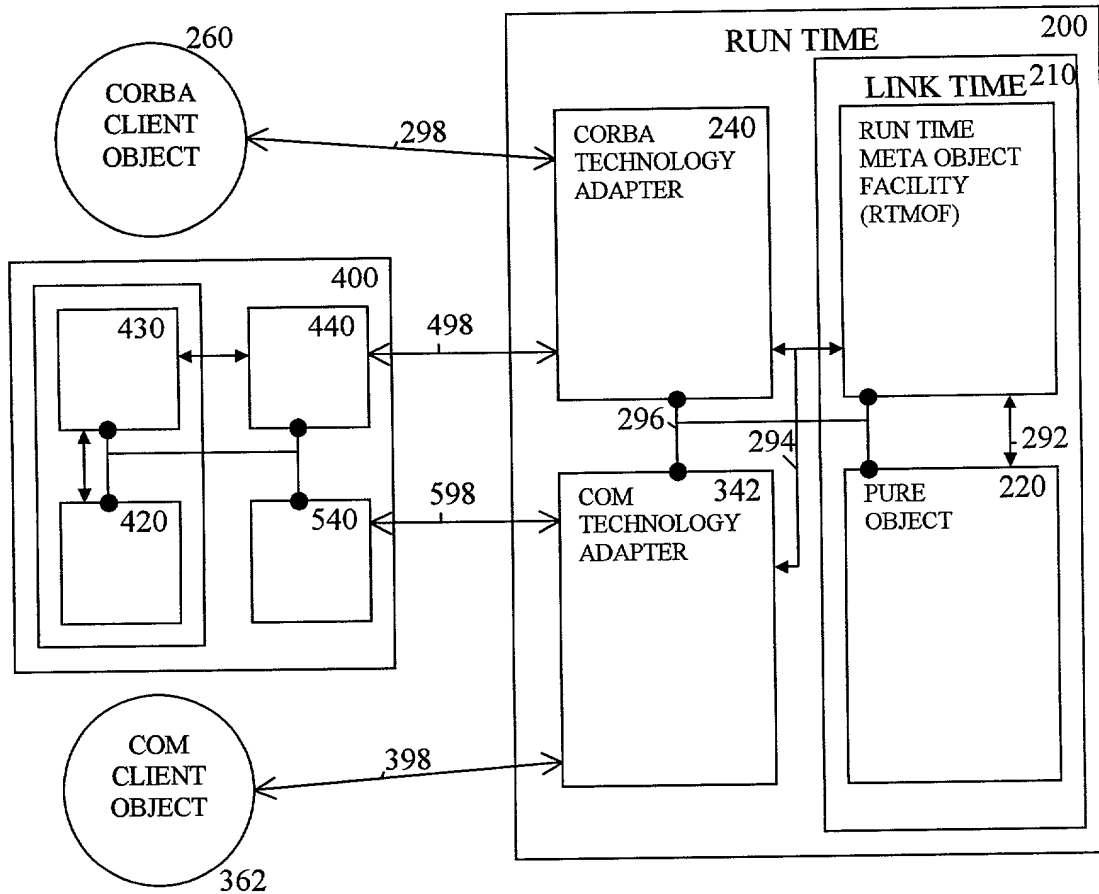 260
CORBA
CLIENT
OBJECT
298
RUN TIME
200
LINK TIME
210
CORBA
TECHNOLOGY
ADAPTER
240
RUN TIME
META OBJECT
FACILITY
(RTMOF)
400
430
440
498
420
540
598
296
294
292
COM
TECHNOLOGY
ADAPTER
342
PURE
OBJECT
220
COM
CLIENT
OBJECT
398
362